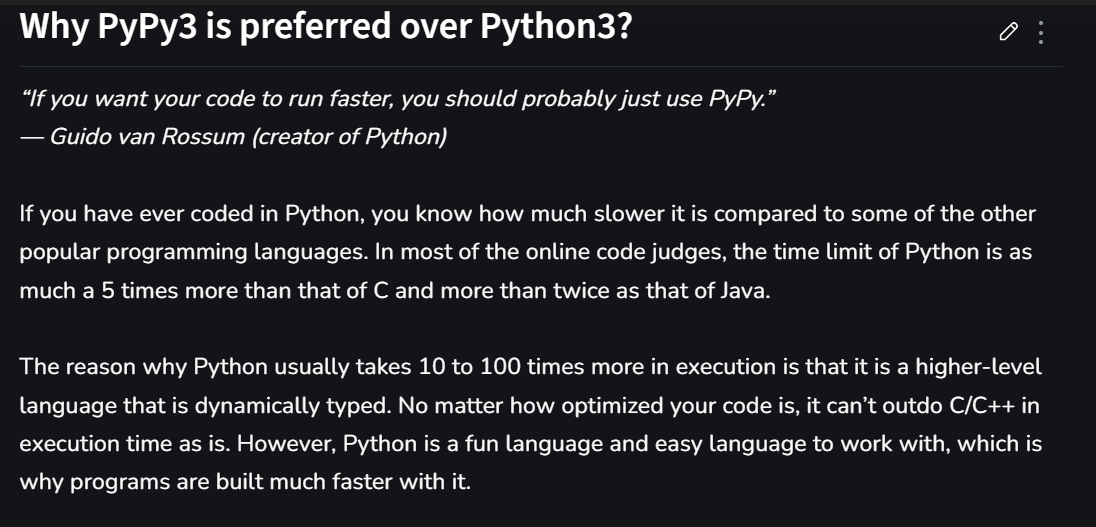 Why PyPy3 is preferred over Python3?
“If you want your code to run faster, you should probably just use PyPy.”
— Guido van Rossum (creator of Python)
If you have ever coded in Python, you know how much slower it is compared to some of the other
popular programming languages. In most of the online code judges, the time limit of Python is as
much a 5 times more than that of C and more than twice as that of Java.
The reason why Python usually takes 10 to 100 times more in execution is that it is a higher-level
language that is dynamically typed. No matter how optimized your code is, it can’t outdo C/C++ in
execution time as is. However, Python is a fun language and easy language to work with, which is
why programs are built much faster with it.